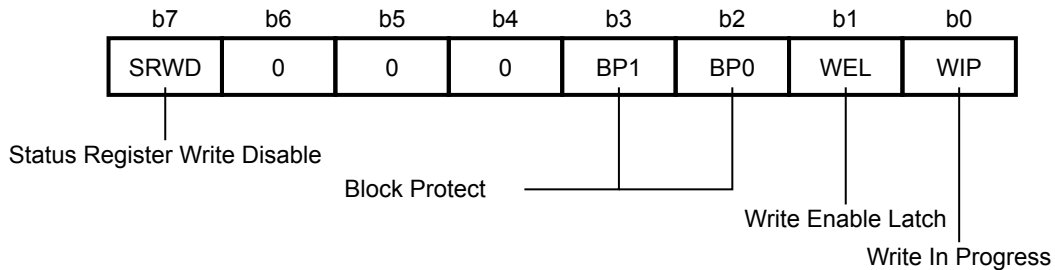 b7 b6 b5 b4 b3 b2 b1 b0
SRWD 0 0 0 BP1 BP0 WEL WIP
Status Register Write Disable
Block Protect
Write Enable Latch
Write In Progress